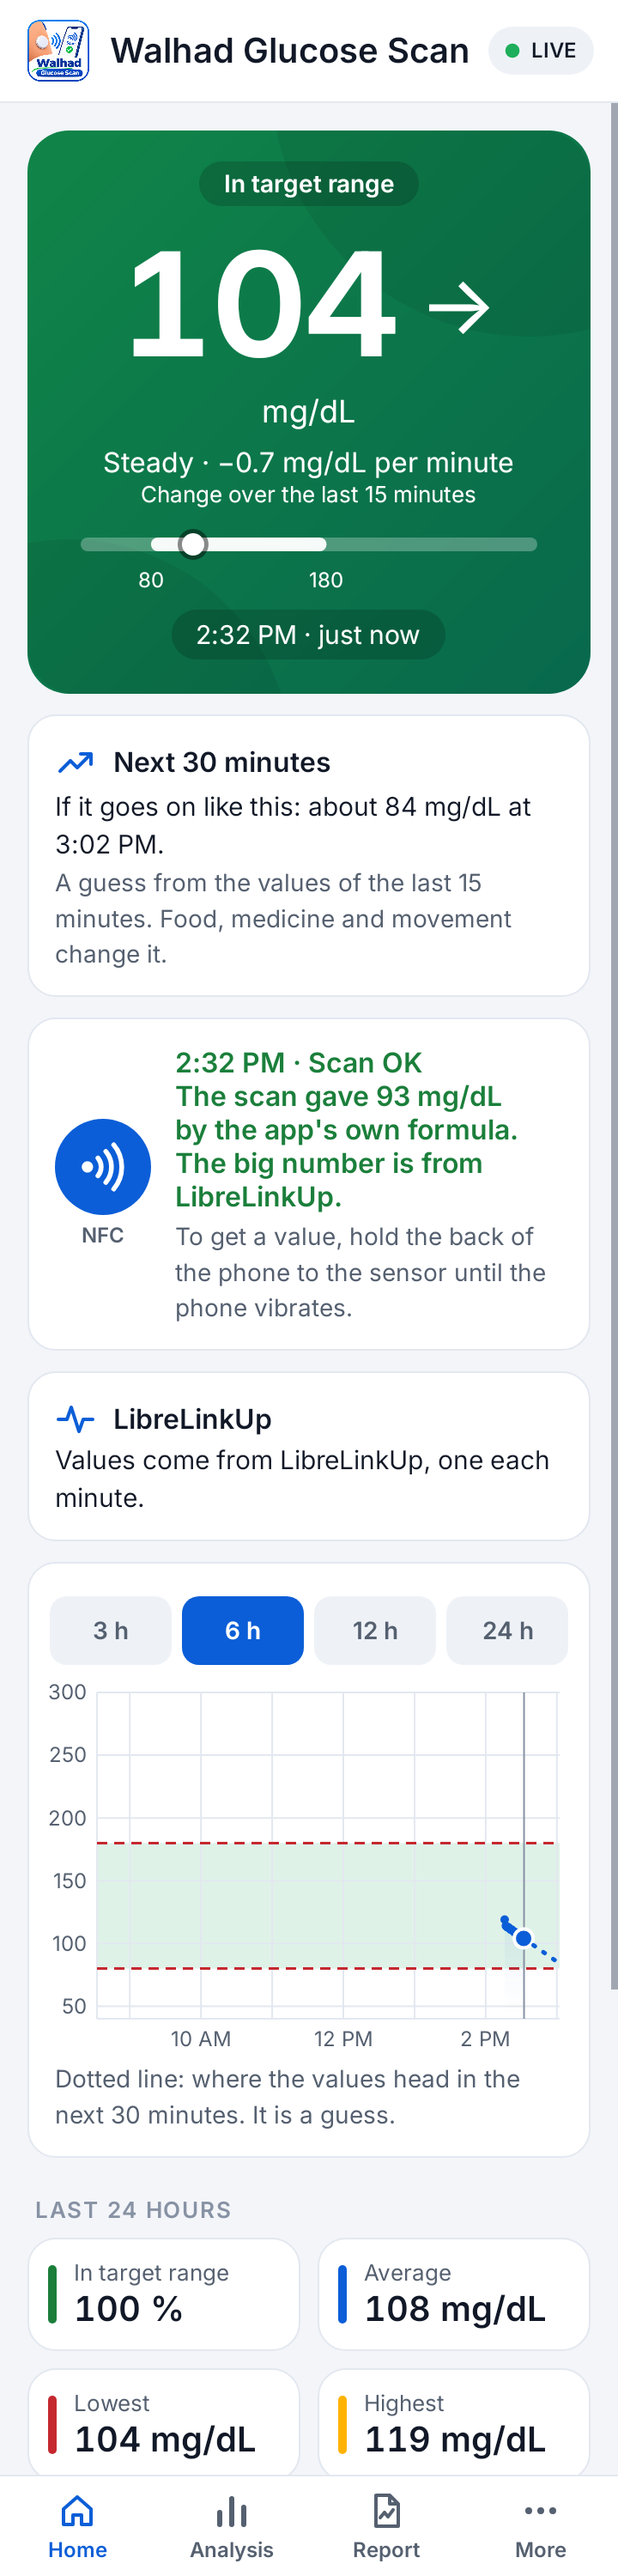 Walhad
Glucose Scan
Walhad Glucose Scan
LIVE
In target range
104 →
mg/dL
Steady · −0.7 mg/dL per minute
Change over the last 15 minutes
80 180
2:32 PM · just now
Next 30 minutes
If it goes on like this: about 84 mg/dL at
3:02 PM.
A guess from the values of the last 15
minutes. Food, medicine and movement
change it.
2:32 PM · Scan OK
The scan gave 93 mg/dL
by the app's own formula.
The big number is from
LibreLinkUp.
NFC
To get a value, hold the back of
the phone to the sensor until the
phone vibrates.
LibreLinkUp
Values come from LibreLinkUp, one each
minute.
3 h 6 h 12 h 24 h
300
250
200
150
100
50
10 AM 12 PM 2 PM
Dotted line: where the values head in the
next 30 minutes. It is a guess.
LAST 24 HOURS
In target range
100 %
Average
108 mg/dL
Lowest
104 mg/dL
Highest
119 mg/dL
Home Analysis Report More